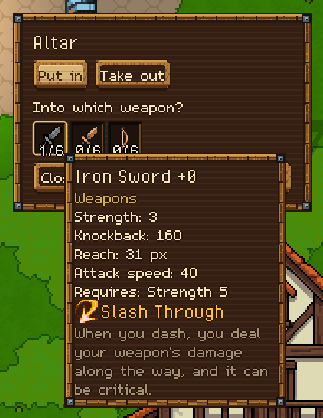 Altar
Put in
Take out
Into which weapon?
1/6
0/6
0/6
Clo
Iron Sword +0
Weapons
Strength: 3
Knockback: 160
Reach: 31 px
Attack speed: 40
Requires: Strength 5
Slash Through
When you dash, you deal
your weapon's damage
along the way, and it can
be critical.